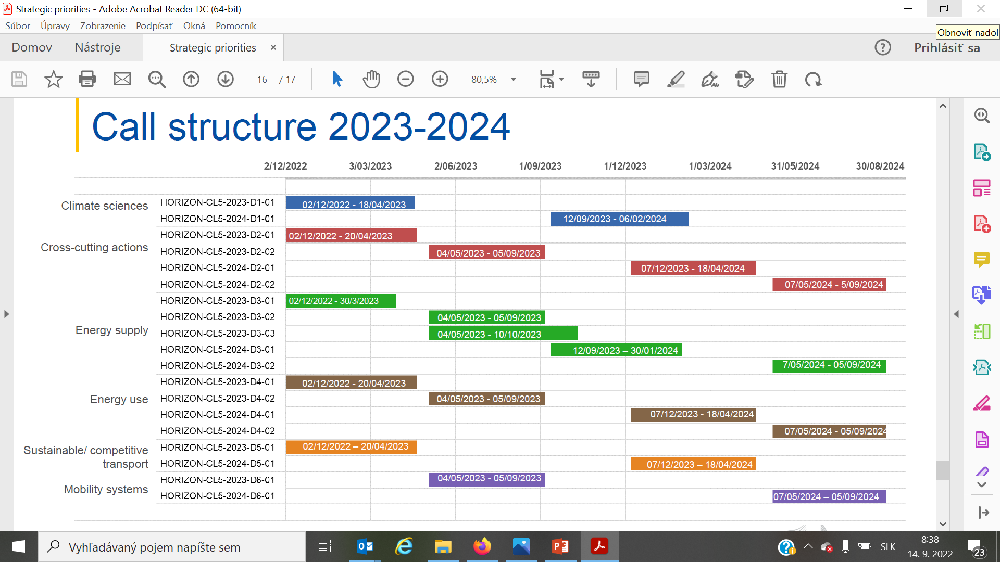 Strategic priorities - Adobe Acrobat Reader DC (64-bit)
Súbor Úpravy Zobrazenie Podpísať Okná Pomocník
Obnoviť nadol
Domov Nástroje Strategic priorities × ? Prihlásiť sa
16 / 17 80,5%
Call structure 2023-2024
2/12/2022 3/03/2023 2/06/2023 1/09/2023 1/12/2023 1/03/2024 31/05/2024 30/08/2024
Climate sciences
HORIZON-CL5-2023-D1-01 02/12/2022 - 18/04/2023
HORIZON-CL5-2024-D1-01 12/09/2023 - 06/02/2024
Cross-cutting actions
HORIZON-CL5-2023-D2-01 02/12/2022 - 20/04/2023
HORIZON-CL5-2023-D2-02 04/05/2023 - 05/09/2023
HORIZON-CL5-2024-D2-01 07/12/2023 - 18/04/2024
HORIZON-CL5-2024-D2-02 07/05/2024 - 5/09/2024
Energy supply
HORIZON-CL5-2023-D3-01 02/12/2022 - 30/3/2023
HORIZON-CL5-2023-D3-02 04/05/2023 - 05/09/2023
HORIZON-CL5-2023-D3-03 04/05/2023 - 10/10/2023
HORIZON-CL5-2024-D3-01 12/09/2023 – 30/01/2024
HORIZON-CL5-2024-D3-02 7/05/2024 - 05/09/2024
Energy use
HORIZON-CL5-2023-D4-01 02/12/2022 - 20/04/2023
HORIZON-CL5-2023-D4-02 04/05/2023 - 05/09/2023
HORIZON-CL5-2024-D4-01 07/12/2023 - 18/04/2024
HORIZON-CL5-2024-D4-02 07/05/2024 - 05/09/2024
Sustainable/ competitive
transport
HORIZON-CL5-2023-D5-01 02/12/2022 – 20/04/2023
HORIZON-CL5-2024-D5-01 07/12/2023 – 18/04/2024
Mobility systems
HORIZON-CL5-2023-D6-01 04/05/2023 - 05/09/2023
HORIZON-CL5-2024-D6-01 07/05/2024 – 05/09/2024
Vyhľadávaný pojem napíšte sem
SLK
8:38
14. 9. 2022
23